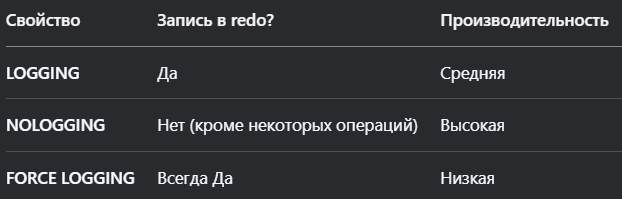 Свойство Запись в redo? Производительность
LOGGING Да Средняя
NOLOGGING Нет (кроме некоторых операций) Высокая
FORCE LOGGING Всегда Да Низкая